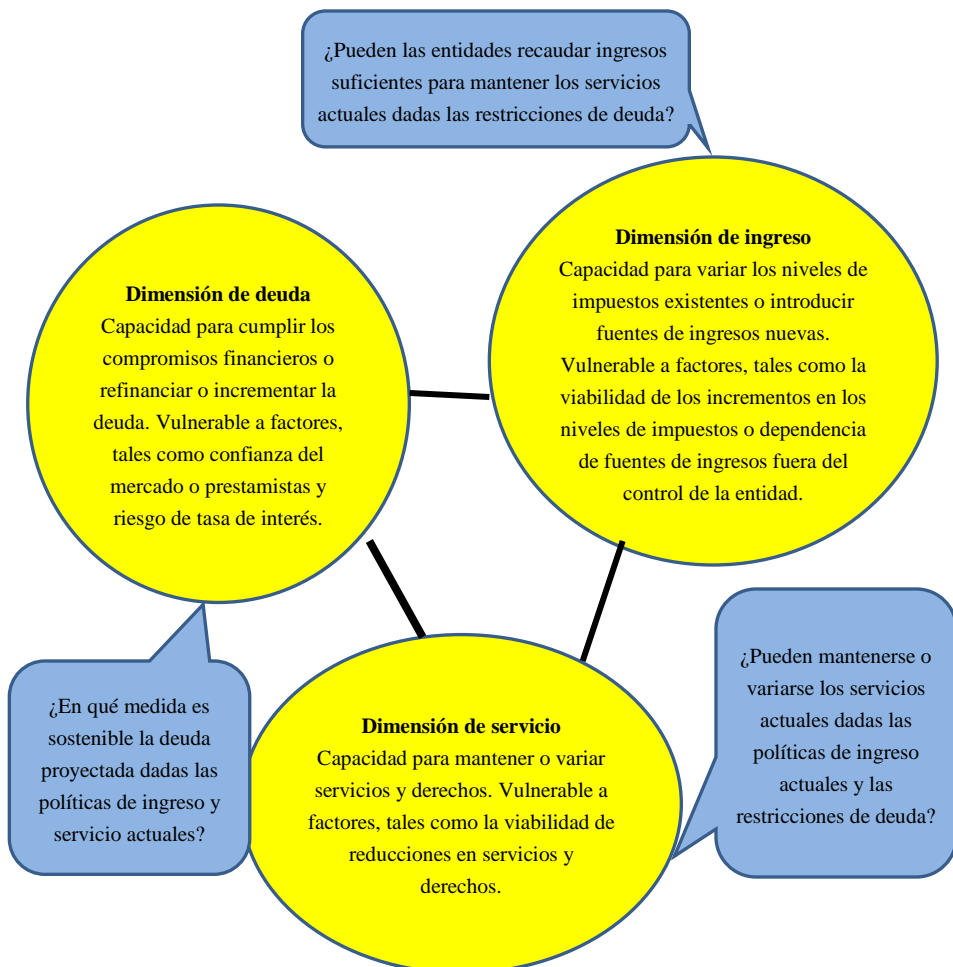 ¿Pueden las entidades recaudar ingresos
suficientes para mantener los servicios
actuales dadas las restricciones de deuda?
Dimensión de ingreso
Capacidad para variar los niveles de
impuestos existentes o introducir
fuentes de ingresos nuevas.
Vulnerable a factores, tales como la
viabilidad de los incrementos en los
niveles de impuestos o dependencia
de fuentes de ingresos fuera del
control de la entidad.
Dimensión de deuda
Capacidad para cumplir los
compromisos financieros o
refinanciar o incrementar la
deuda. Vulnerable a factores,
tales como confianza del
mercado o prestamistas y
riesgo de tasa de interés.
¿En qué medida es
sostenible la deuda
proyectada dadas las
políticas de ingreso y
servicio actuales?
Dimensión de servicio
Capacidad para mantener o variar
servicios y derechos. Vulnerable a
factores, tales como la viabilidad de
reducciones en servicios y
derechos.
¿Pueden mantenerse o
variarse los servicios
actuales dadas las
políticas de ingreso
actuales y las
restricciones de deuda?